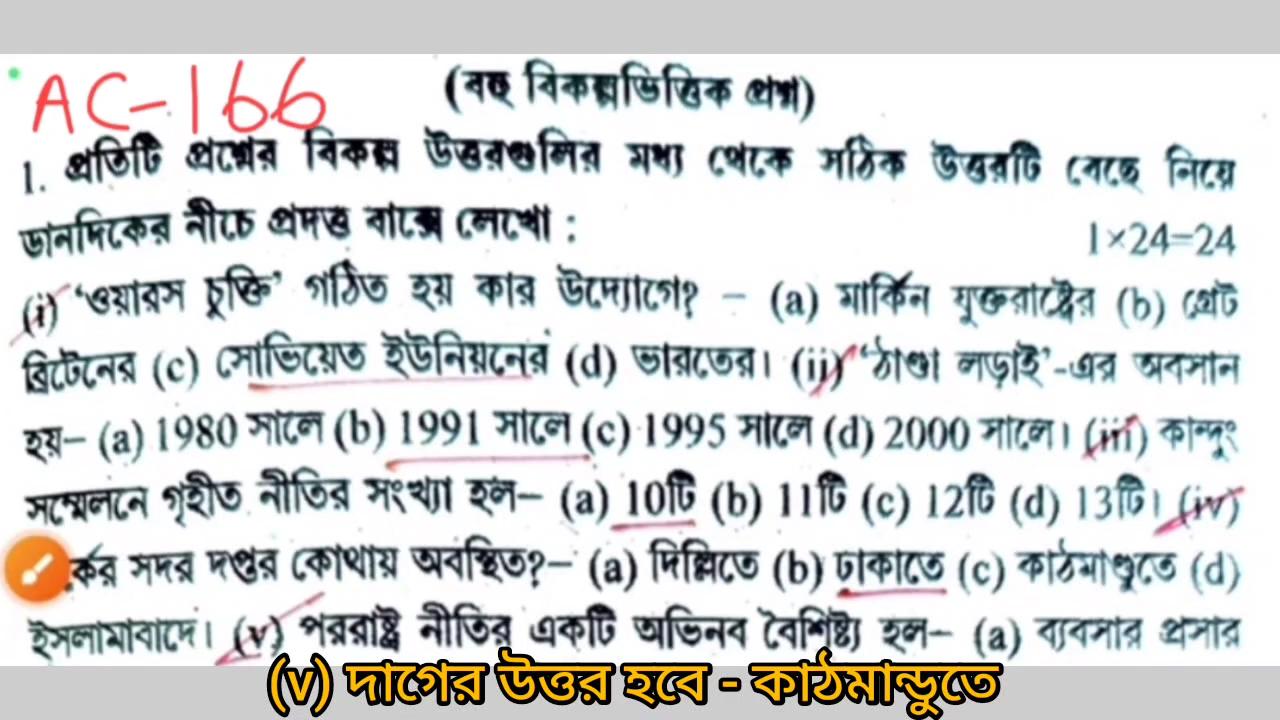 AC-166
(বহু বিকল্পভিত্তিক প্রশ্ন)
1. প্রতিটি প্রশ্নের বিকল্প উত্তরগুলির মধ্য থেকে সঠিক উত্তরটি বেছে নিয়ে
ডানদিকের নীচে প্রদত্ত বাক্সে লেখো : 1×24=24
(i) ‘ওয়ারস চুক্তি’ গঠিত হয় কার উদ্যোগে? – (a) মার্কিন যুক্তরাষ্ট্রের (b) গ্রেট
ব্রিটেনের (c) সোভিয়েত ইউনিয়নের (d) ভারতের। (ii) ‘ঠাণ্ডা লড়াই’-এর অবসান
হয়– (a) 1980 সালে (b) 1991 সালে (c) 1995 সালে (d) 2000 সালে। (iii) কান্দুং
সম্মেলনে গৃহীত নীতির সংখ্যা হল– (a) 10টি (b) 11টি (c) 12টি (d) 13টি। (iv)
র্কের সদর দপ্তর কোথায় অবস্থিত?– (a) দিল্লিতে (b) ঢাকাতে (c) কাঠমাণ্ডুতে (d)
ইসলামাবাদে। (v) পররাষ্ট্র নীতির একটি অভিনব বৈশিষ্ট্য হল– (a) ব্যবসার প্রসার
(v) দাগের উত্তর হবে - কাঠমান্ডুতে